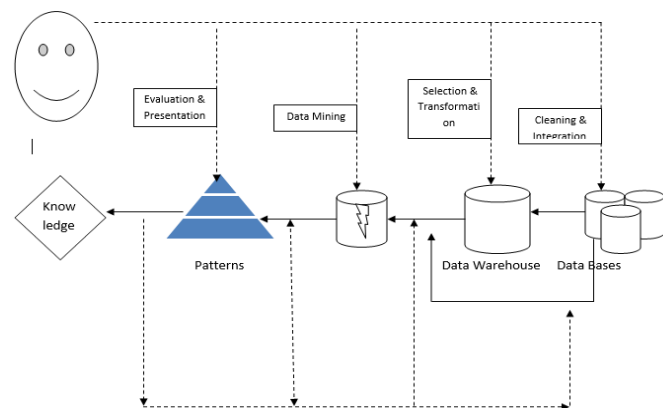 Evaluation &
Presentation
Data Mining
Selection &
Transformati
on
Cleaning &
Integration
Know
ledge
Patterns
Data Warehouse
Data Bases